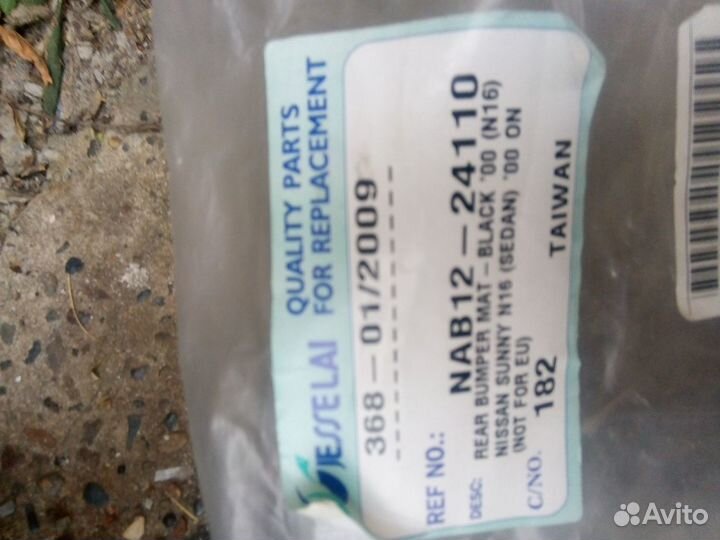 JESSELAI
QUALITY PARTS
FOR REPLACEMENT
368-01/2009
REF NO.: NAB12-24110
DESC: REAR BUMPER MAT-BLACK '00 (N16)
NISSAN SUNNY N16 (SEDAN) '00 ON
(NOT FOR EU)
C/NO. 182 TAIWAN
Avito